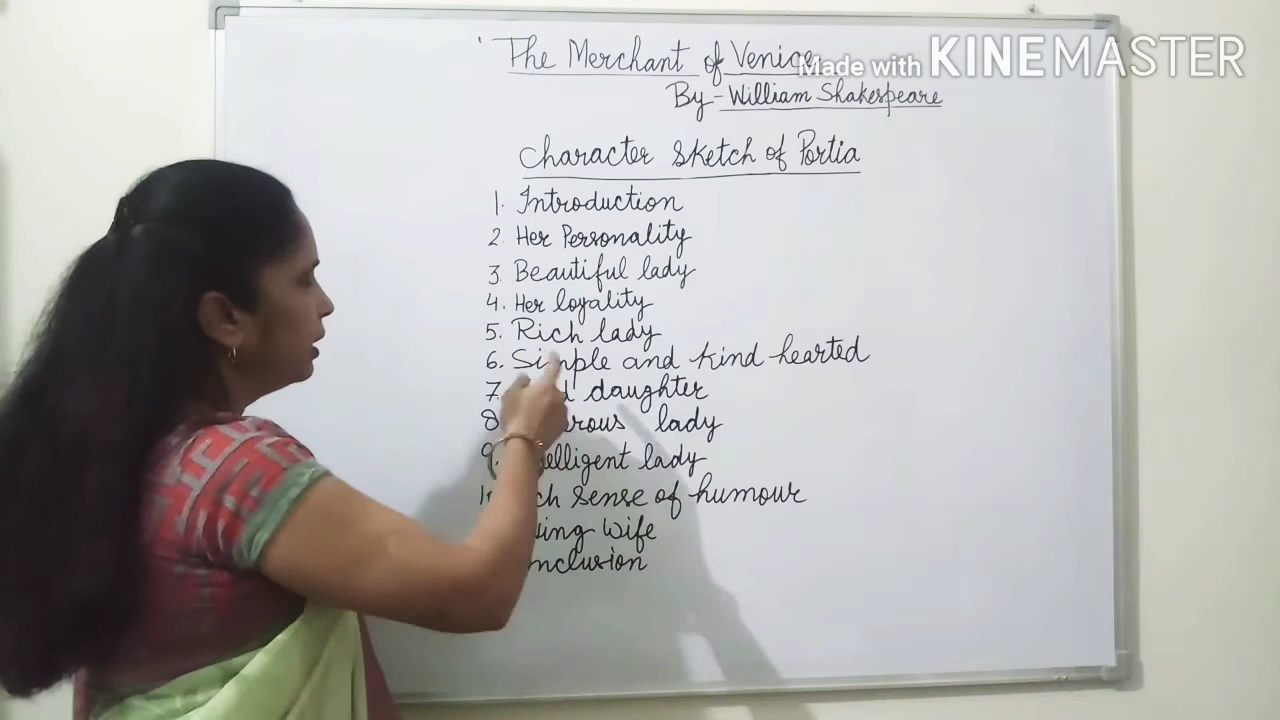 The Merchant of Venice
Made with KINEMASTER
By - William Shakespeare
Character Sketch of Portia
1. Introduction
2. Her Personality
3. Beautiful lady
4. Her loyality
5. Rich lady
6. Simple and kind hearted
7. daughter
8 lady
9. lady
sense of humour
wife